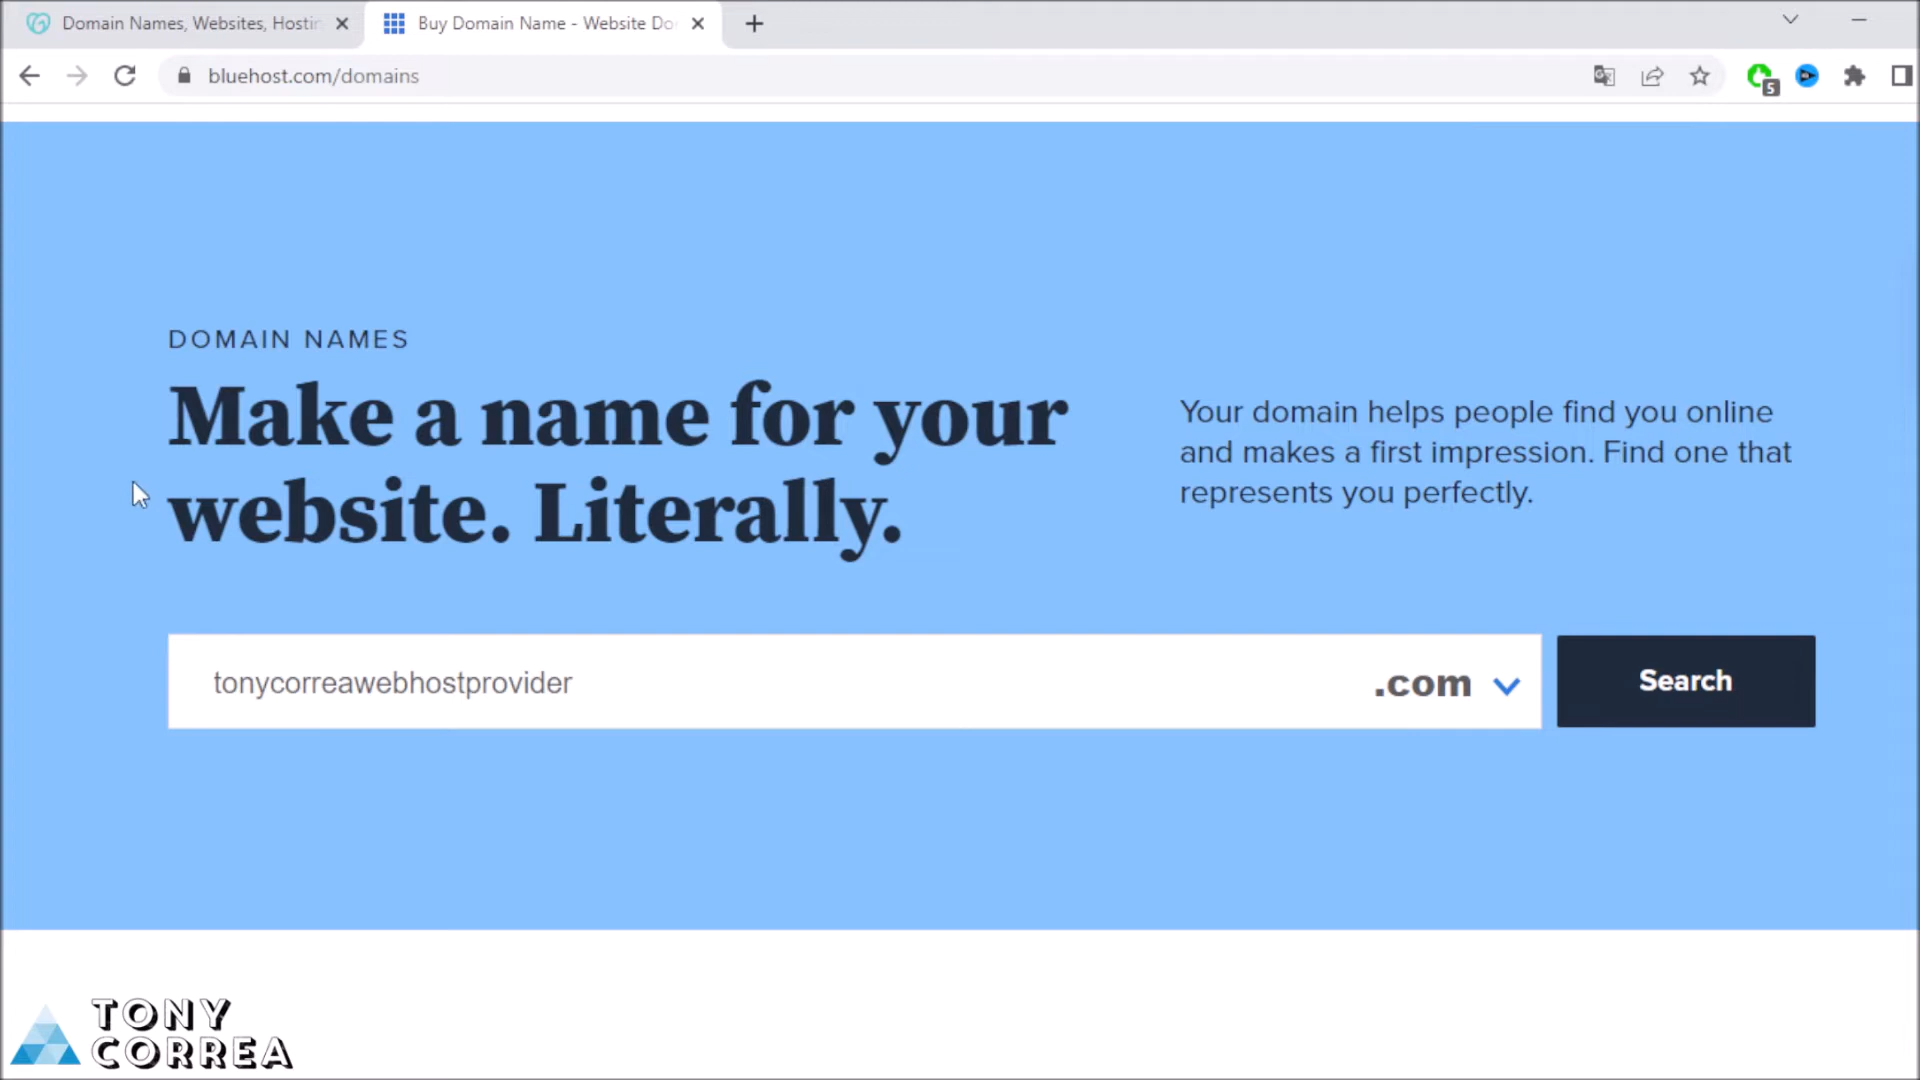 Domain Names, Websites, Hostin
Buy Domain Name - Website Do
bluehost.com/domains
5
DOMAIN NAMES
Make a name for your
website. Literally.
Your domain helps people find you online
and makes a first impression. Find one that
represents you perfectly.
tonycorreawebhostprovider
.com
Search
TONY
CORREA